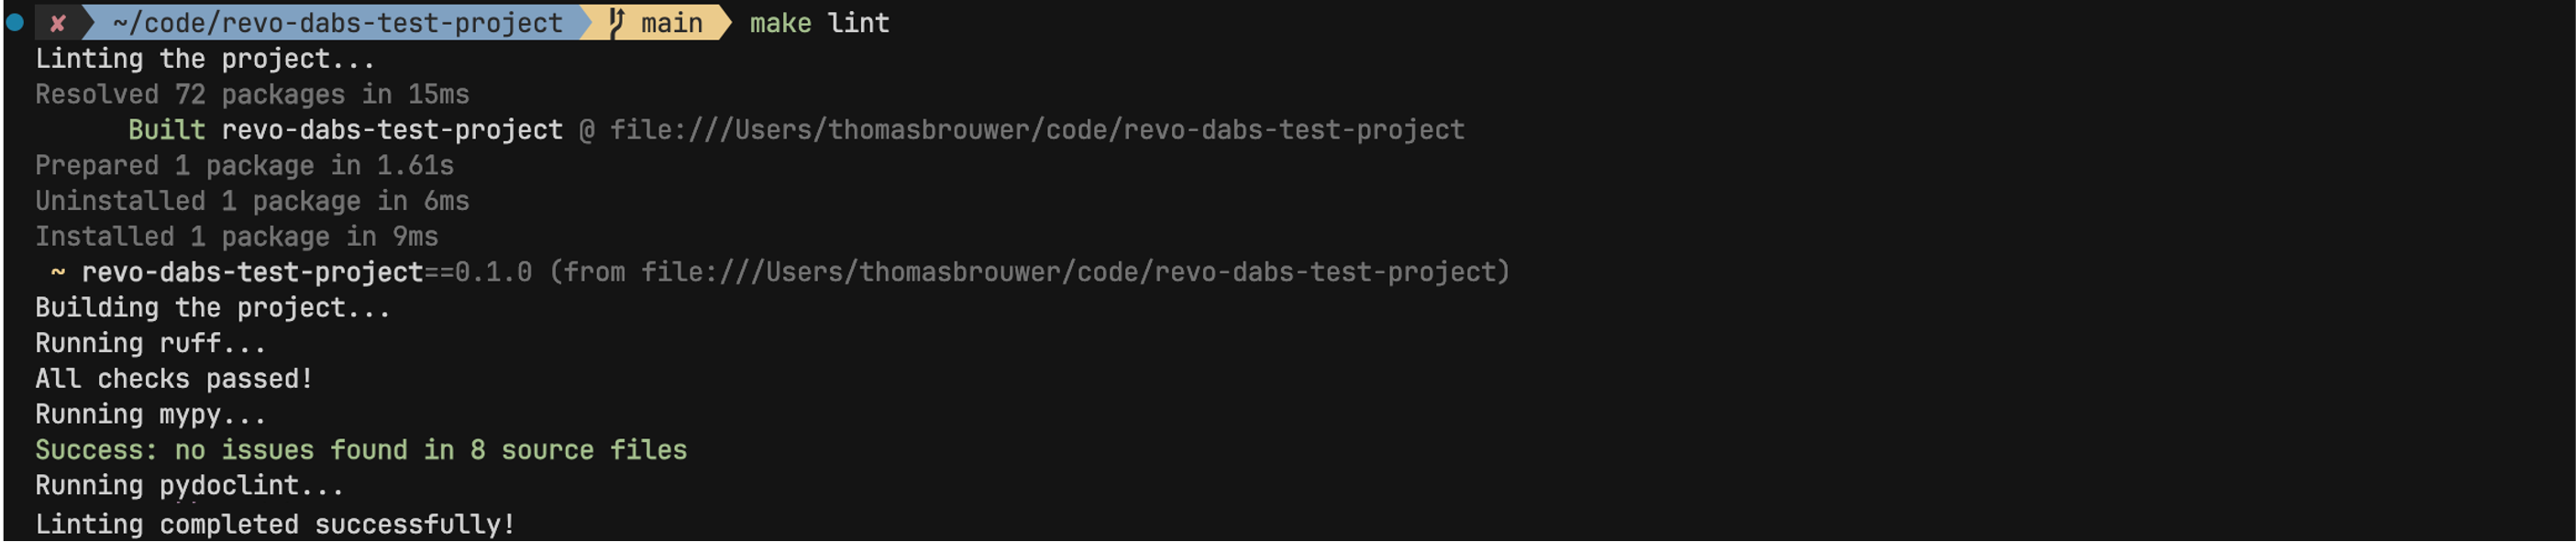 ✘ ~/code/revo-dabs-test-project main make lint
Linting the project...
Resolved 72 packages in 15ms
Built revo-dabs-test-project @ file:///Users/thomasbrouwer/code/revo-dabs-test-project
Prepared 1 package in 1.61s
Uninstalled 1 package in 6ms
Installed 1 package in 9ms
~ revo-dabs-test-project==0.1.0 (from file:///Users/thomasbrouwer/code/revo-dabs-test-project)
Building the project...
Running ruff...
All checks passed!
Running mypy...
Success: no issues found in 8 source files
Running pydoclint...
Linting completed successfully!